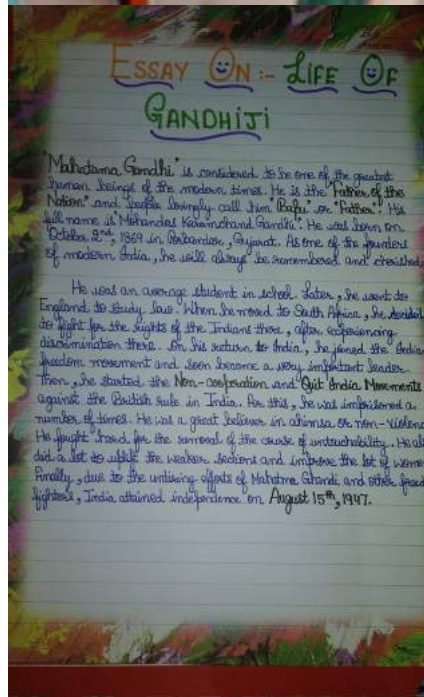 ESSAY ON :- LIFE OF
GANDHIJI
"Mahatama Gandhi" is considered to be one of the greatest
human beings of the modern times. He is the "Father of the
Nation" and people lovingly call him "Bapu" or "Father". His
full name is "Mohandas Karamchand Gandhi". He was born on
"October 2nd, 1869 in Porbandar, Gujarat. As one of the founders
of modern India, he will always be remembered and cherished.
He was an average student in school. Later, he went to
England to study law. When he moved to South Africa, he decided
to fight for the rights of the Indians there, after experiencing
discrimination there. On his return to India, he joined the Indian
freedom movement and soon became a very important leader.
Then, he started the Non-cooperation and Quit India Movements
against the British rule in India. For this, he was imprisoned a
number of times. He was a great believer in ahimsa or non-violenc
He fought hard for the removal of the curse of untouchability. He als
did a lot to uplift the weaker sections and improve the lot of women
Finally, due to the untiring efforts of Mahatma Ghandi and other freed
fighters, India attained independence on August 15th, 1947.